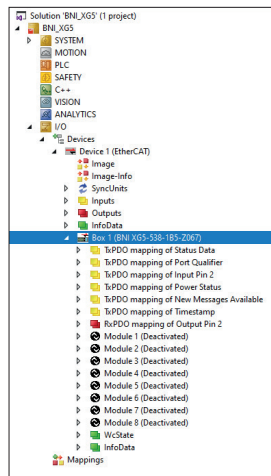 Solution 'BNI_XG5' (1 project)
BNI_XG5
SYSTEM
MOTION
PLC
SAFETY
C++
VISION
ANALYTICS
I/O
Devices
Device 1 (EtherCAT)
Image
Image-Info
SyncUnits
Inputs
Outputs
InfoData
Box 1 (BNI XG5-538-1B5-Z067)
TxPDO mapping of Status Data
TxPDO mapping of Port Qualifier
TxPDO mapping of Input Pin 2
TxPDO mapping of Power Status
TxPDO mapping of New Messages Available
TxPDO mapping of Timestamp
RxPDO mapping of Output Pin 2
Module 1 (Deactivated)
Module 2 (Deactivated)
Module 3 (Deactivated)
Module 4 (Deactivated)
Module 5 (Deactivated)
Module 6 (Deactivated)
Module 7 (Deactivated)
Module 8 (Deactivated)
WcState
InfoData
Mappings